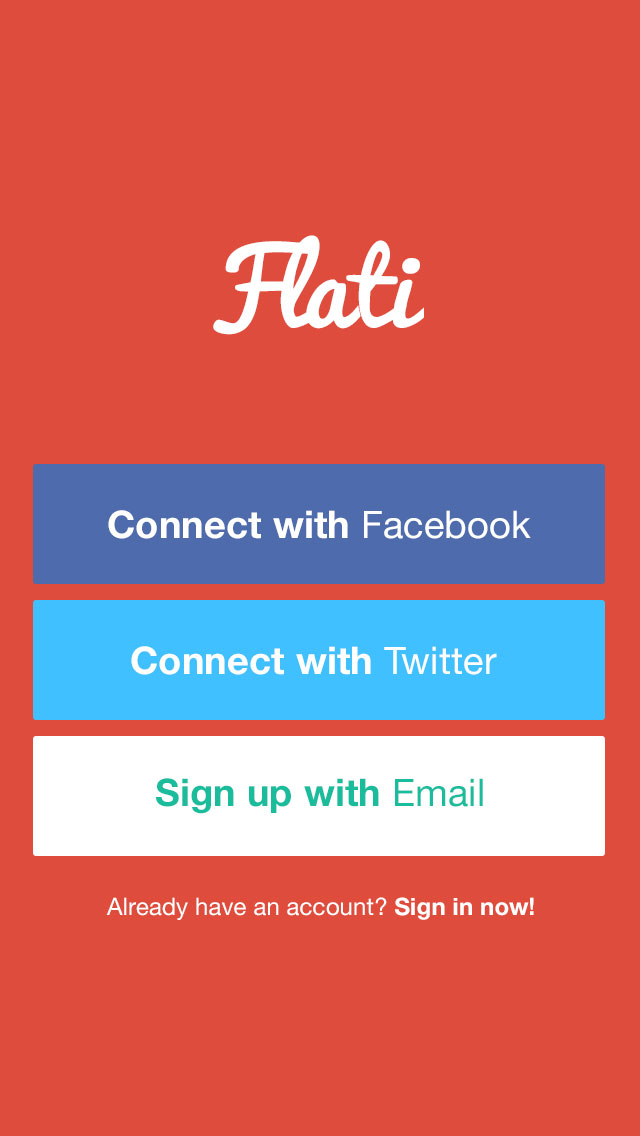 Flati
Connect with Facebook
Connect with Twitter
Sign up with Email
Already have an account? Sign in now!